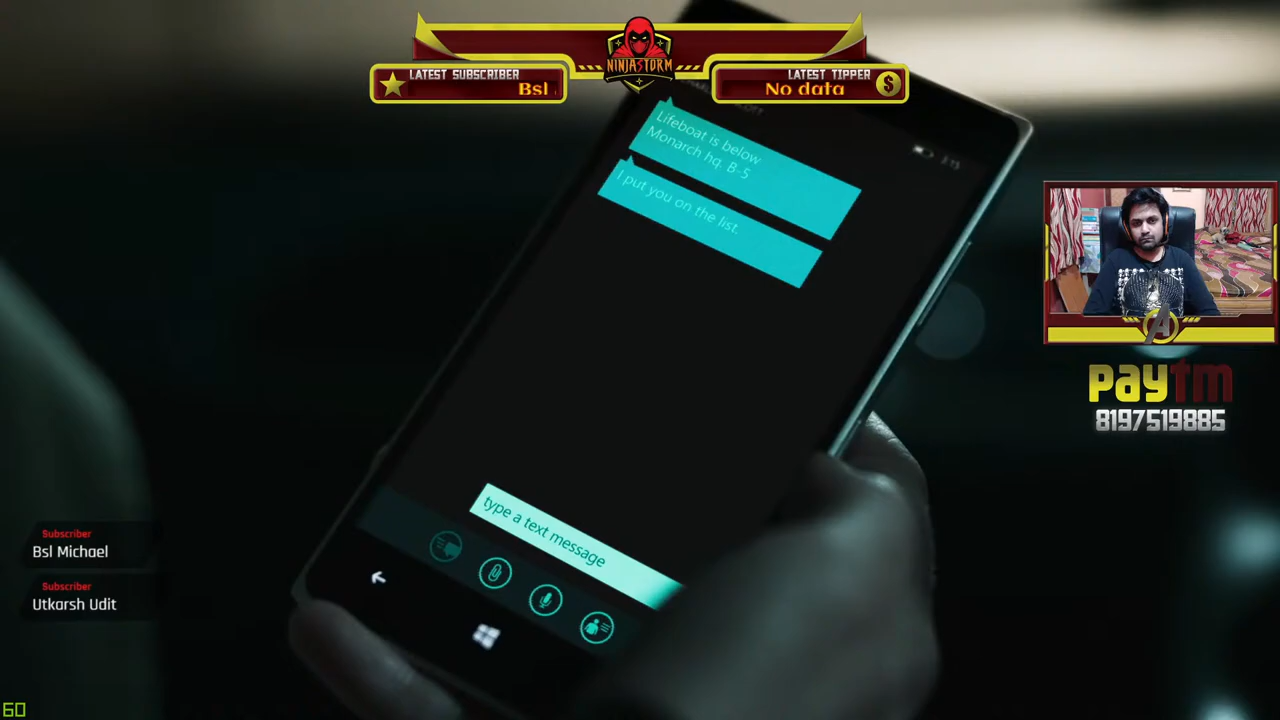 LATEST SUBSCRIBER
Bsl
NINJASTORM
LATEST TIPPER
No data
Lifeboat is below
Monarch hq. B-5
I put you on the list.
paytm
8197519885
type a text message
Subscriber
Bsl Michael
Subscriber
Utkarsh Udit
60